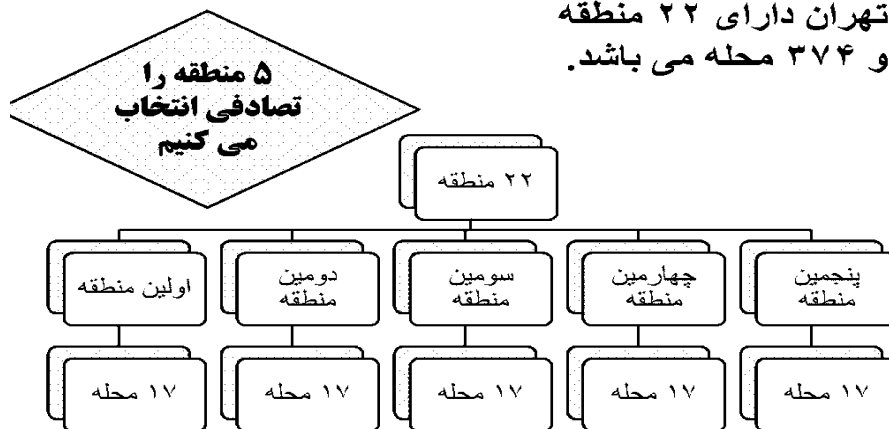 تهران دارای ۲۲ منطقه
و ۳۷۴ محله می باشد.
۵ منطقه را
تصادفی انتخاب
می کنیم
۲۲ منطقه
اولین منطقه
دومین
منطقه
سومین
منطقه
چهارمین
منطقه
پنجمین
منطقه
۱۷ محله
۱۷ محله
۱۷ محله
۱۷ محله
۱۷ محله